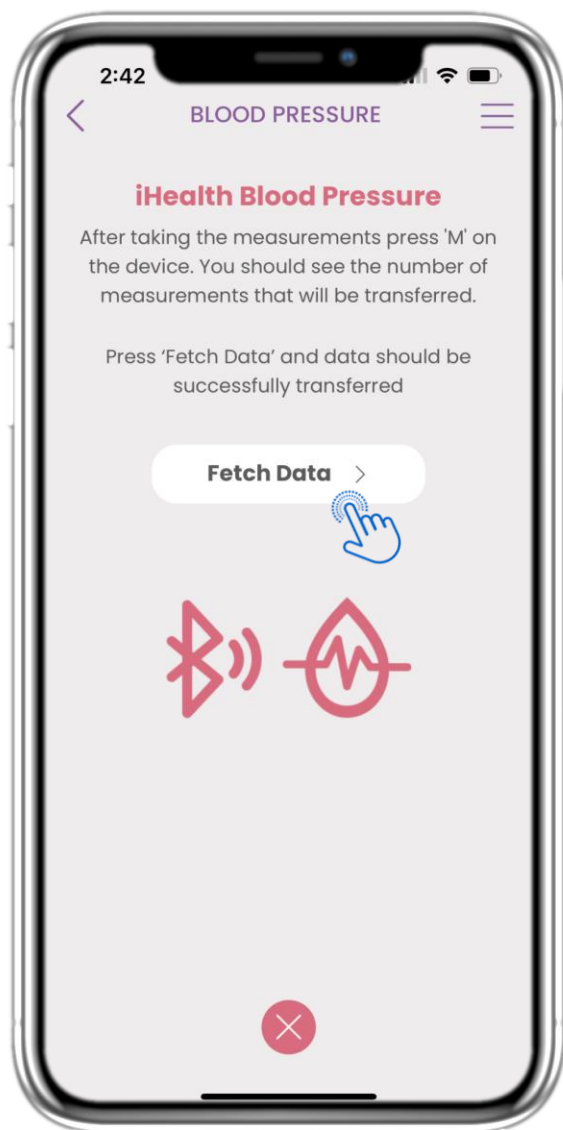 2:42
BLOOD PRESSURE
iHealth Blood Pressure
After taking the measurements press 'M' on
the device. You should see the number of
measurements that will be transferred.
Press ‘Fetch Data’ and data should be
successfully transferred
Fetch Data